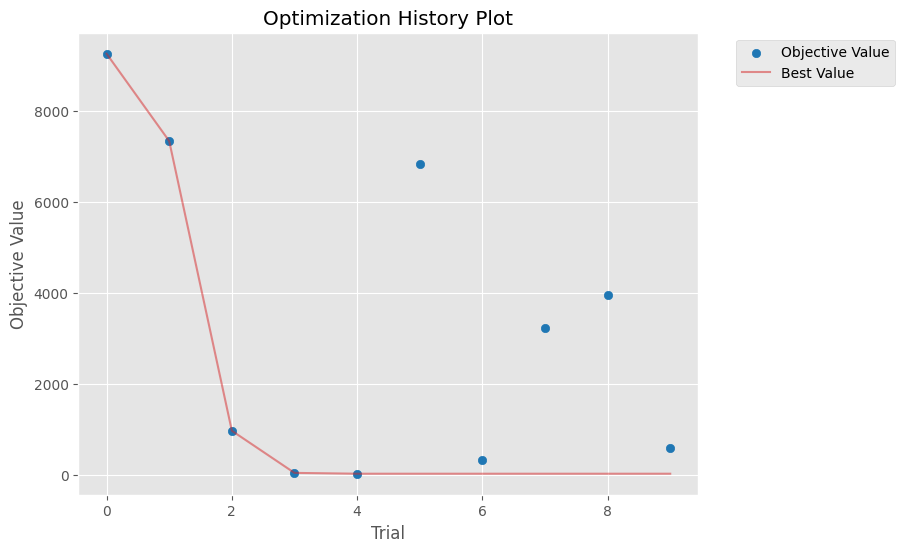 Optimization History Plot
Objective Value
Best Value
8000
6000
4000
2000
0
Objective Value
0 2 4 6 8
Trial